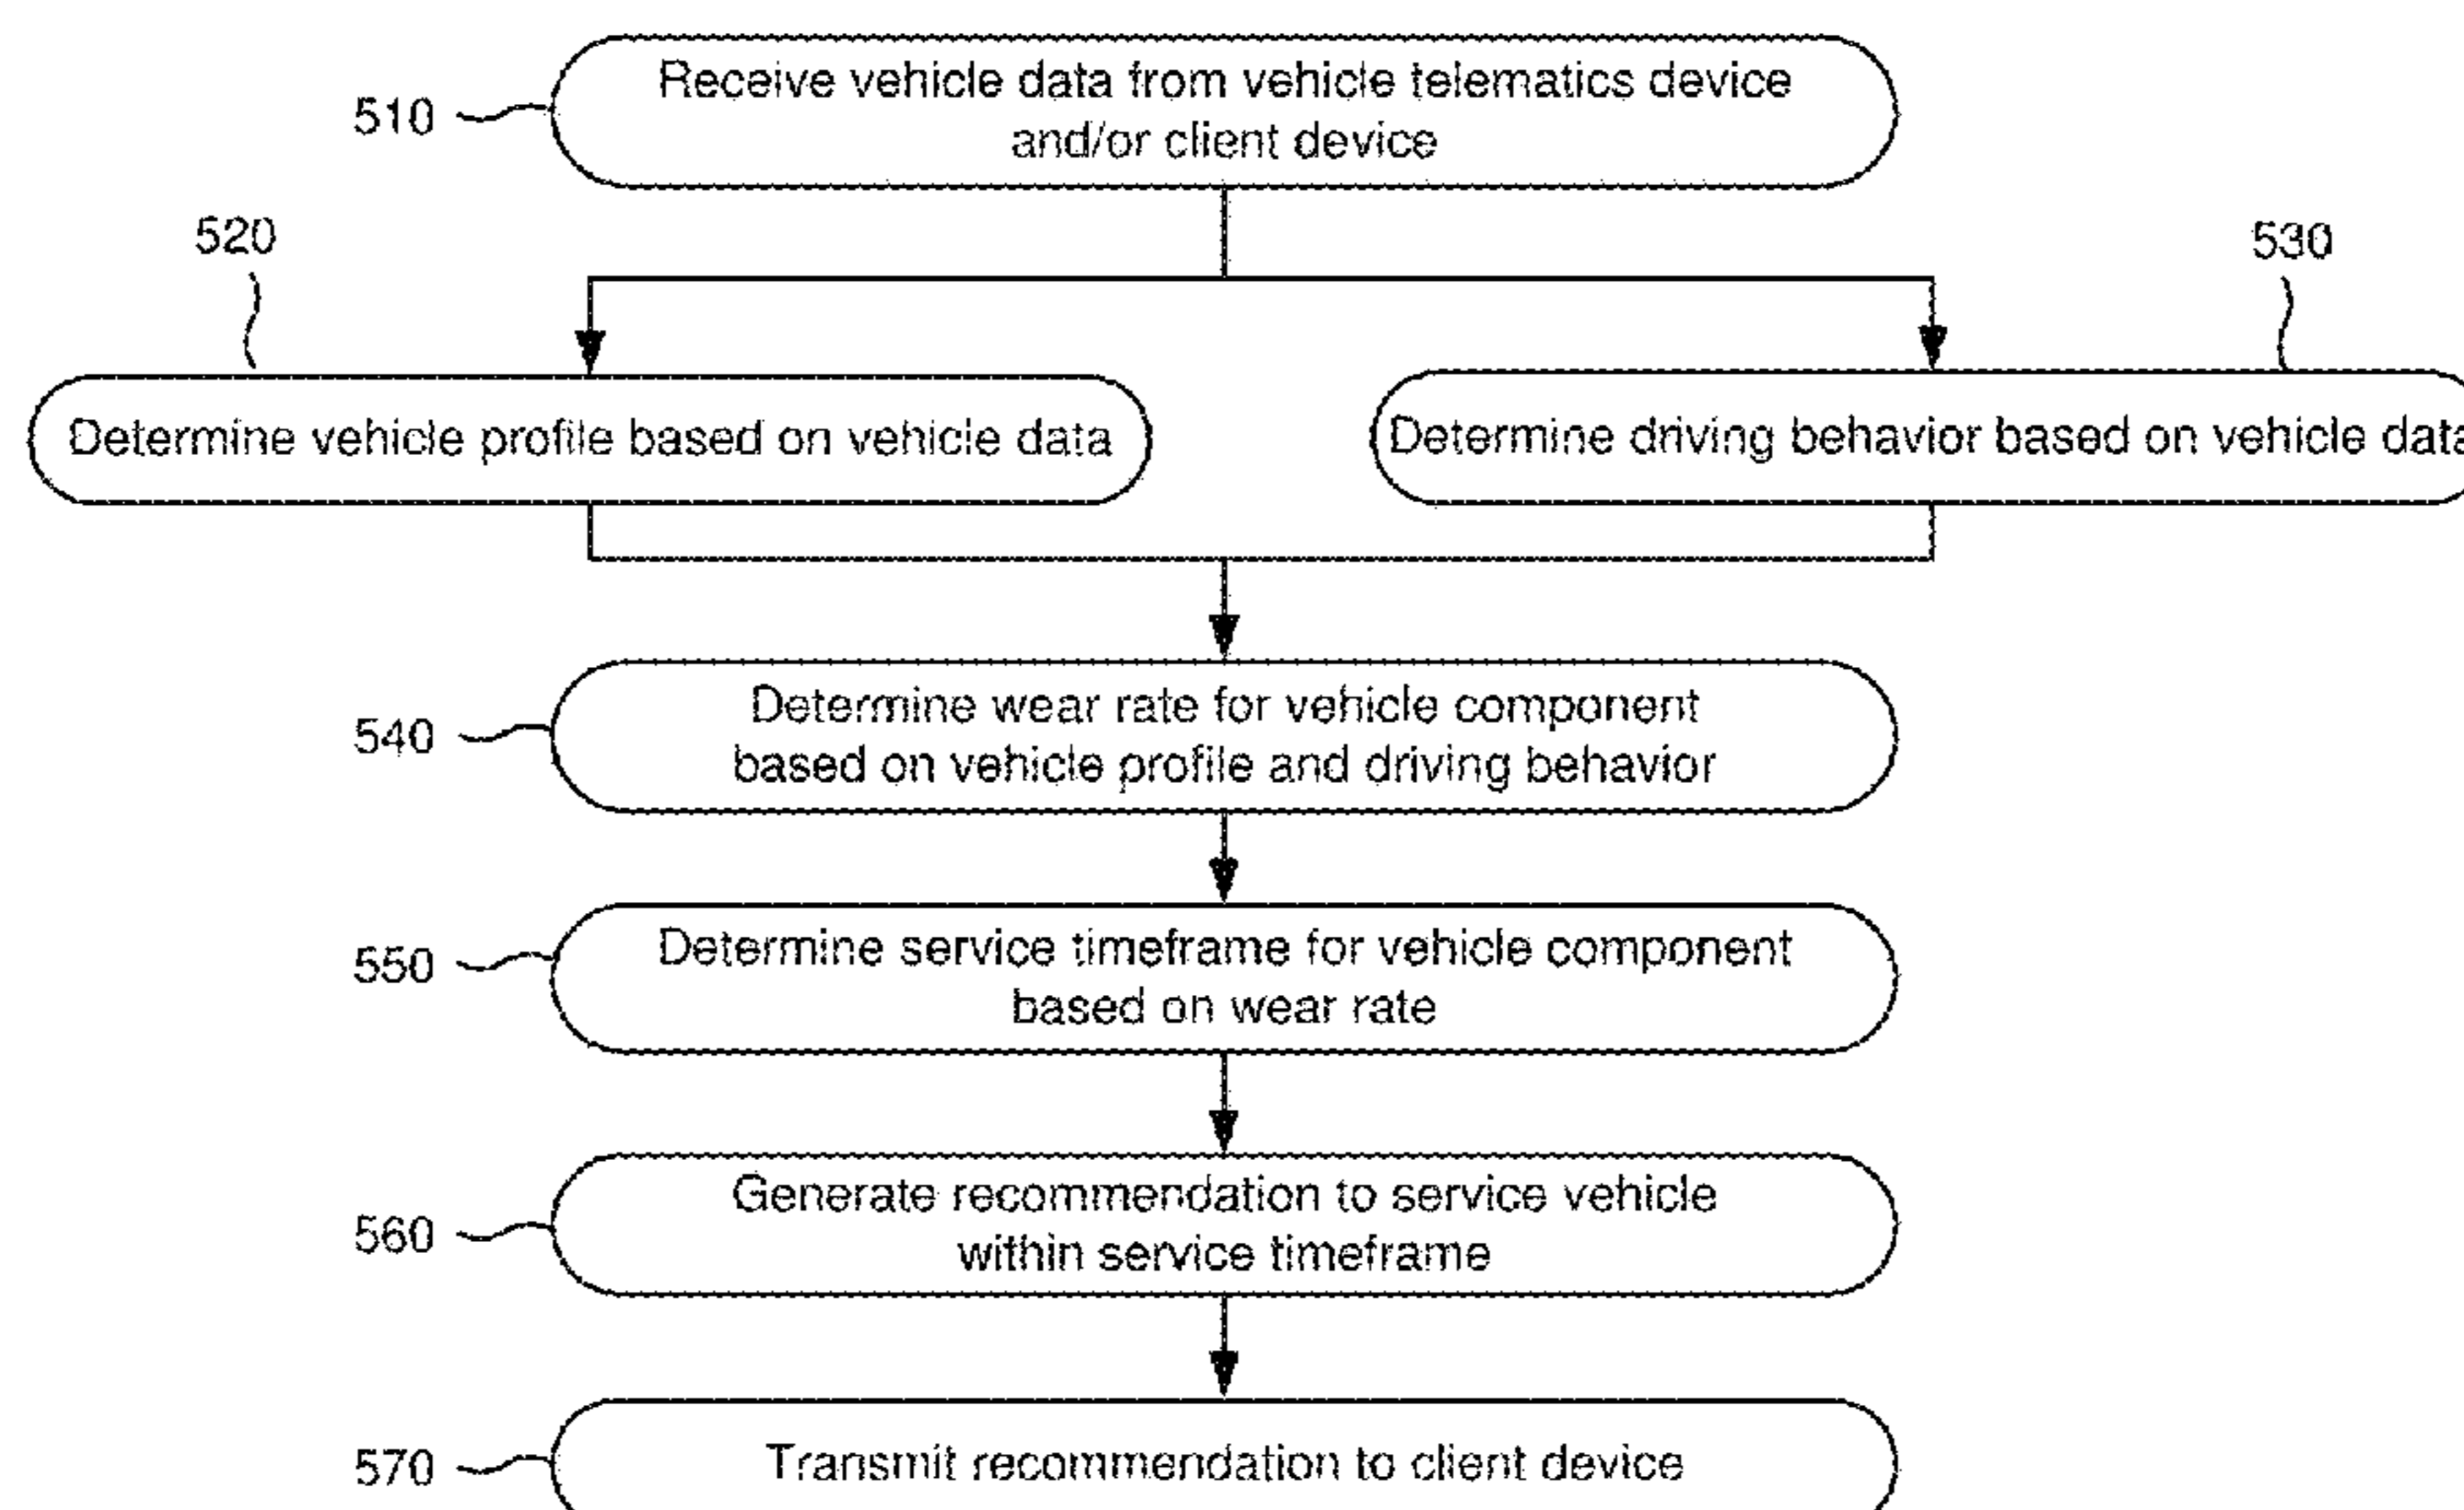 510
Receive vehicle data from vehicle telematics device
and/or client device
520
530
Determine vehicle profile based on vehicle data
Determine driving behavior based on vehicle data
540
Determine wear rate for vehicle component
based on vehicle profile and driving behavior
550
Determine service timeframe for vehicle component
based on wear rate
560
Generate recommendation to service vehicle
within service timeframe
570
Transmit recommendation to client device